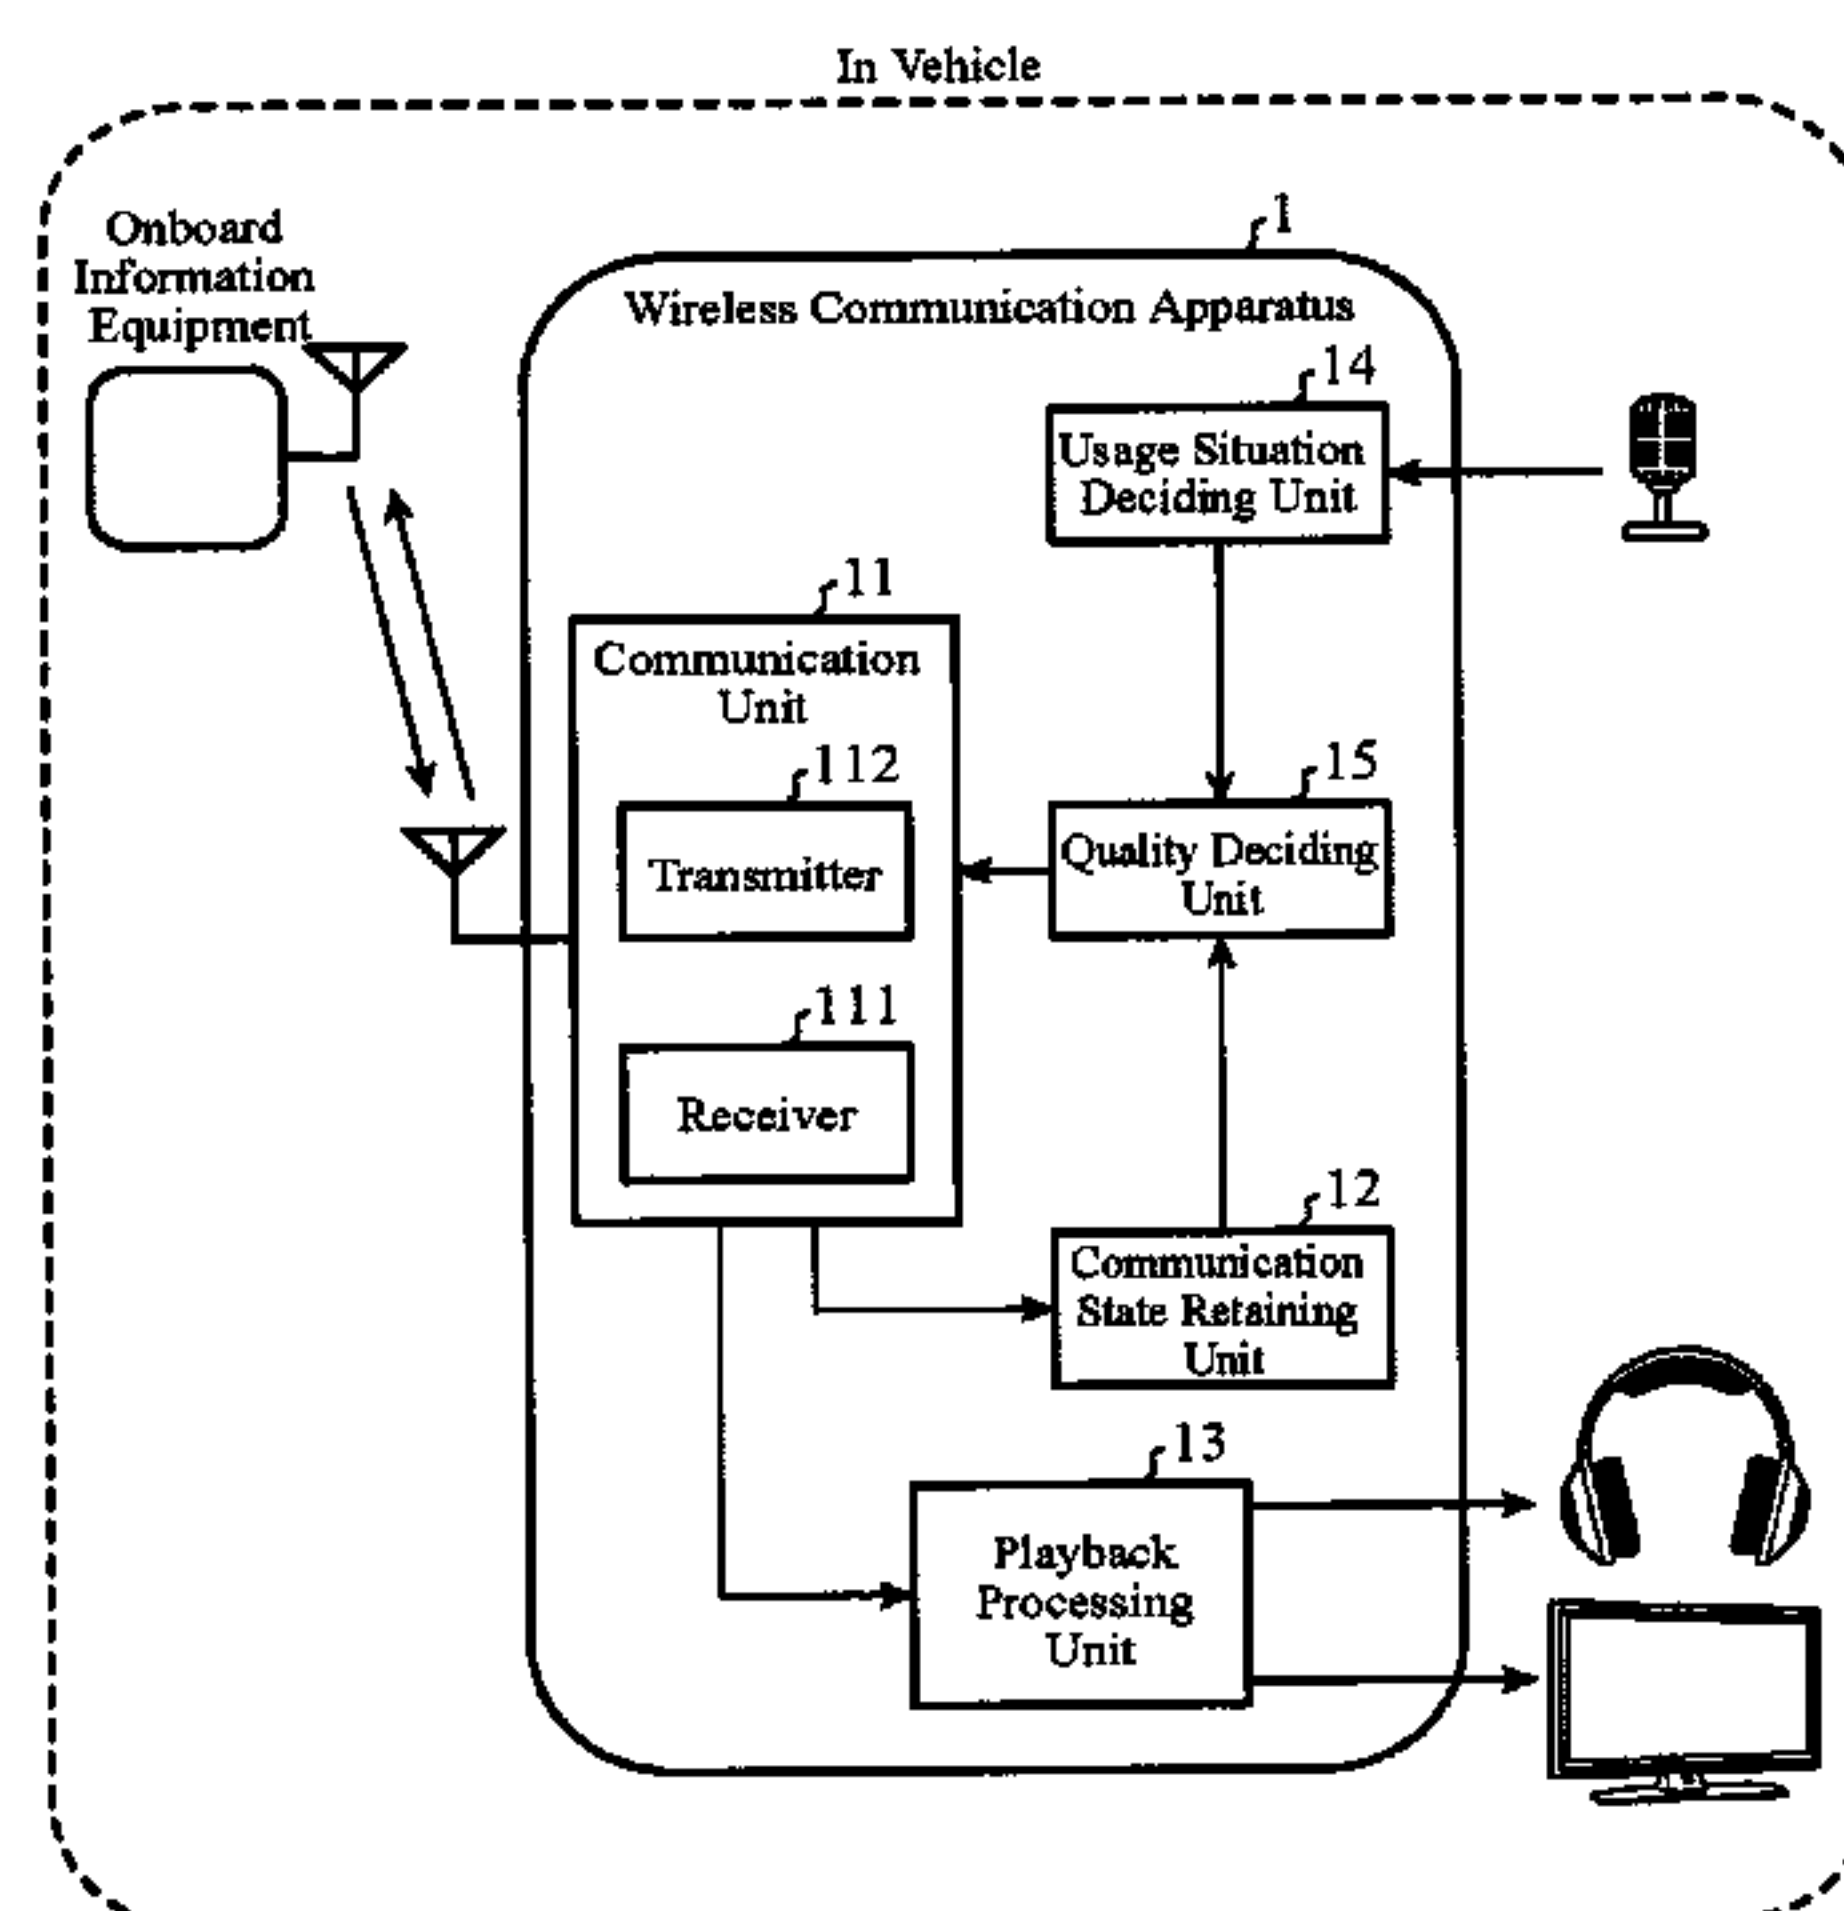 In Vehicle
Onboard
Information
Equipment
1
Wireless Communication Apparatus
14
Usage Situation
Deciding Unit
11
Communication
Unit
112
Transmitter
15
Quality Deciding
Unit
111
Receiver
12
Communication
State Retaining
Unit
13
Playback
Processing
Unit